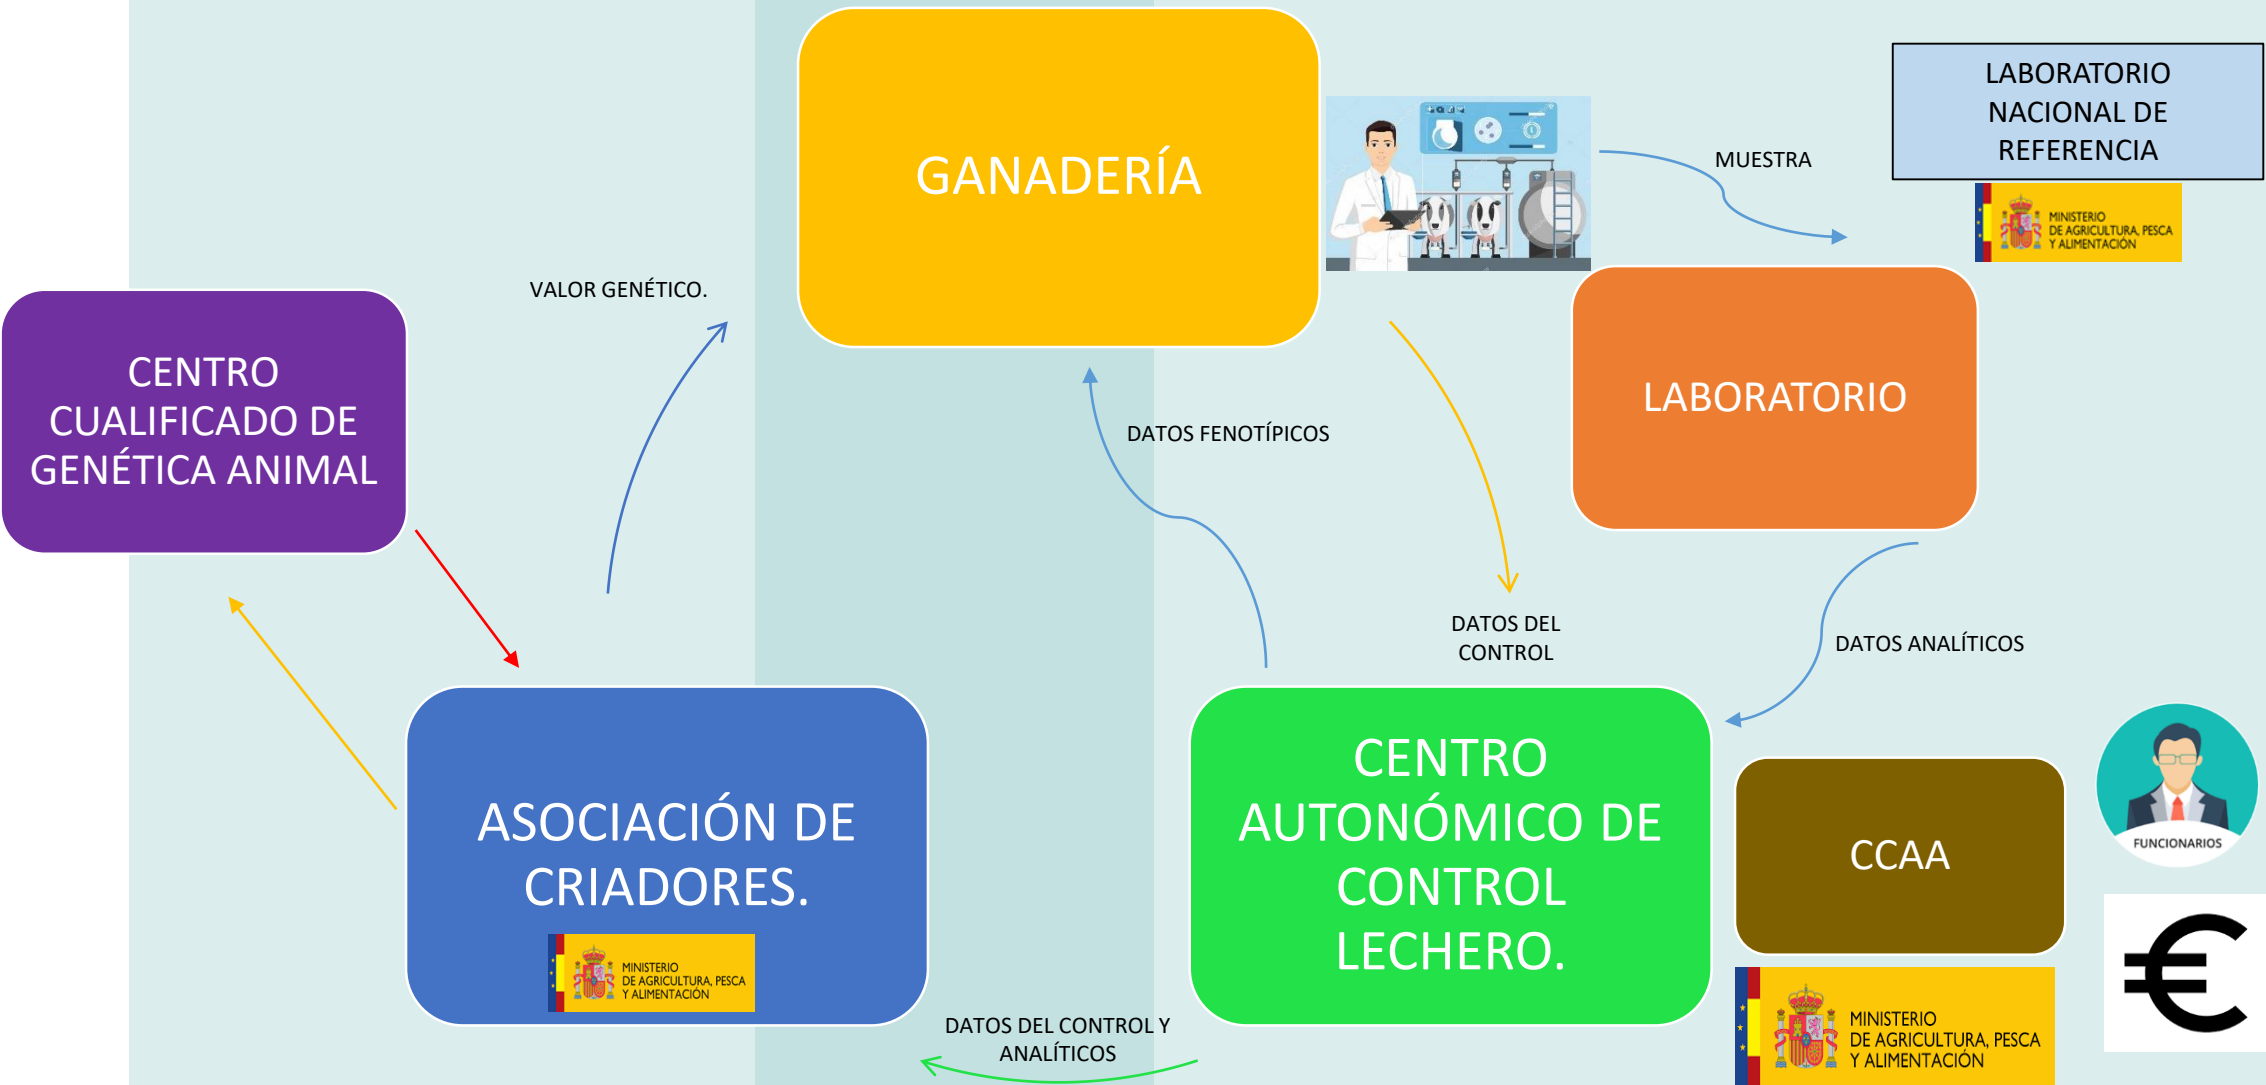 GANADERÍA
LABORATORIO
NACIONAL DE
REFERENCIA
MUESTRA
MINISTERIO
DE AGRICULTURA, PESCA
Y ALIMENTACIÓN
VALOR GENÉTICO.
CENTRO
CUALIFICADO DE
GENÉTICA ANIMAL
LABORATORIO
DATOS FENOTÍPICOS
DATOS DEL
CONTROL
DATOS ANALÍTICOS
ASOCIACIÓN DE
CRIADORES.
MINISTERIO
DE AGRICULTURA, PESCA
Y ALIMENTACIÓN
CENTRO
AUTONÓMICO DE
CONTROL
LECHERO.
CCAA
FUNCIONARIOS
€
MINISTERIO
DE AGRICULTURA, PESCA
Y ALIMENTACIÓN
DATOS DEL CONTROL Y
ANALÍTICOS